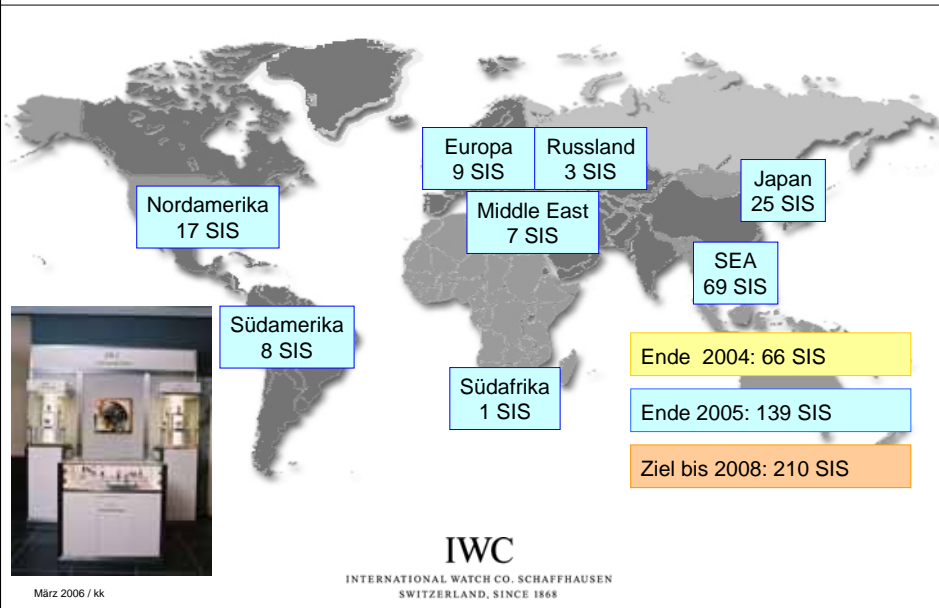 Europa
9 SIS
Russland
3 SIS
Japan
25 SIS
Nordamerika
17 SIS
Middle East
7 SIS
SEA
69 SIS
Südamerika
8 SIS
Südafrika
1 SIS
Ende 2004: 66 SIS
Ende 2005: 139 SIS
Ziel bis 2008: 210 SIS
IWC
IWC
INTERNATIONAL WATCH CO. SCHAFFHAUSEN
SWITZERLAND, SINCE 1868
März 2006 / kk